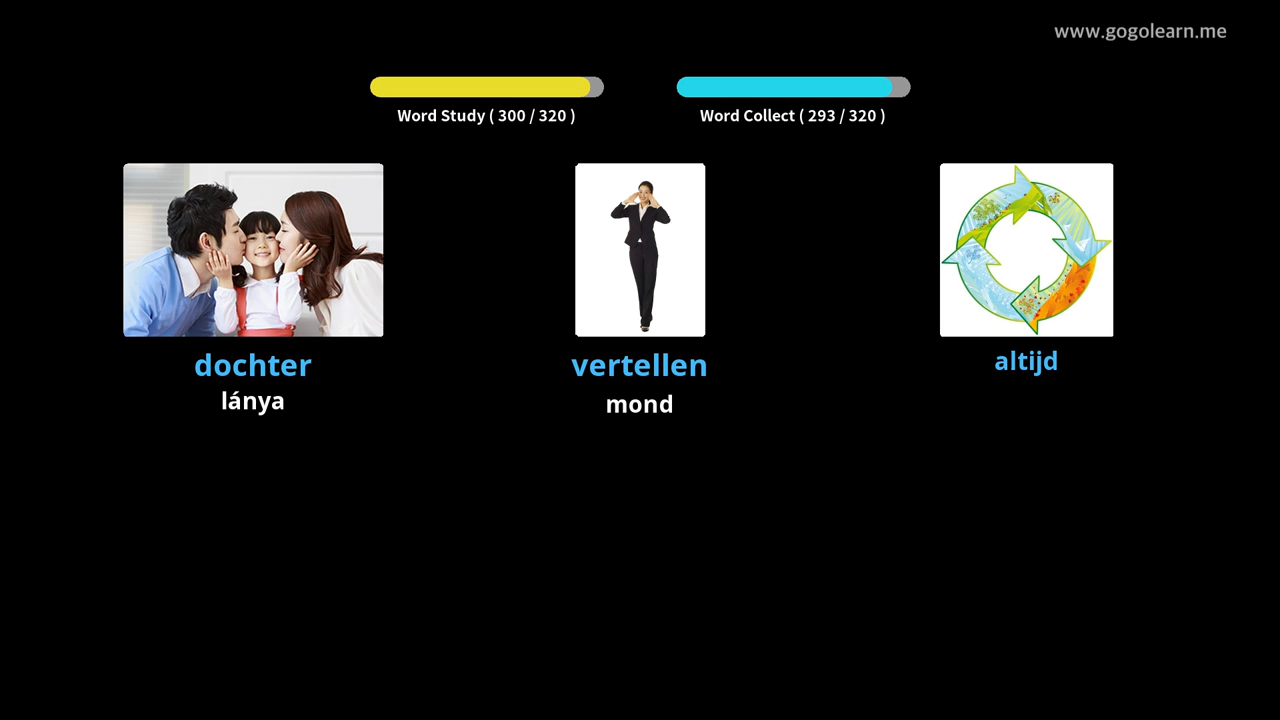 www.gogolearn.me
Word Study ( 300 / 320 )
Word Collect ( 293 / 320 )
dochter
lánya
vertellen
mond
altijd